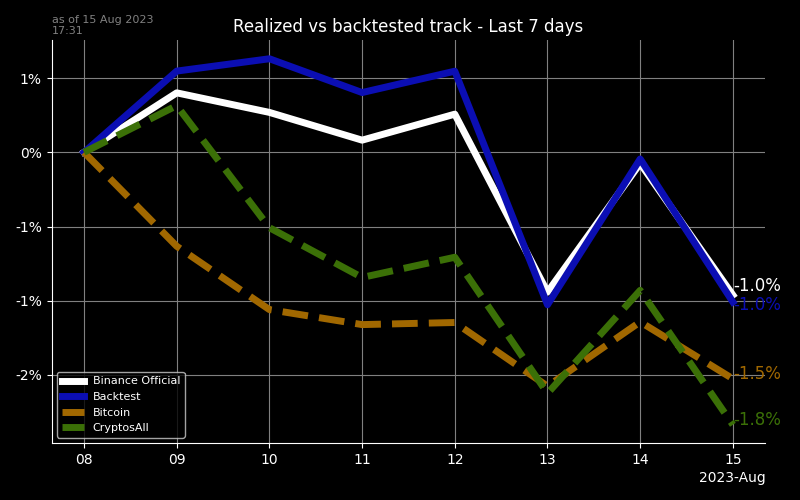 as of 15 Aug 2023
17:31
Realized vs backtested track - Last 7 days
1%
0%
-1%
-1%
-2%
-1.0%
-1.0%
-1.5%
-1.8%
Binance Official
Backtest
Bitcoin
CryptosAll
08 09 10 11 12 13 14 15
2023-Aug